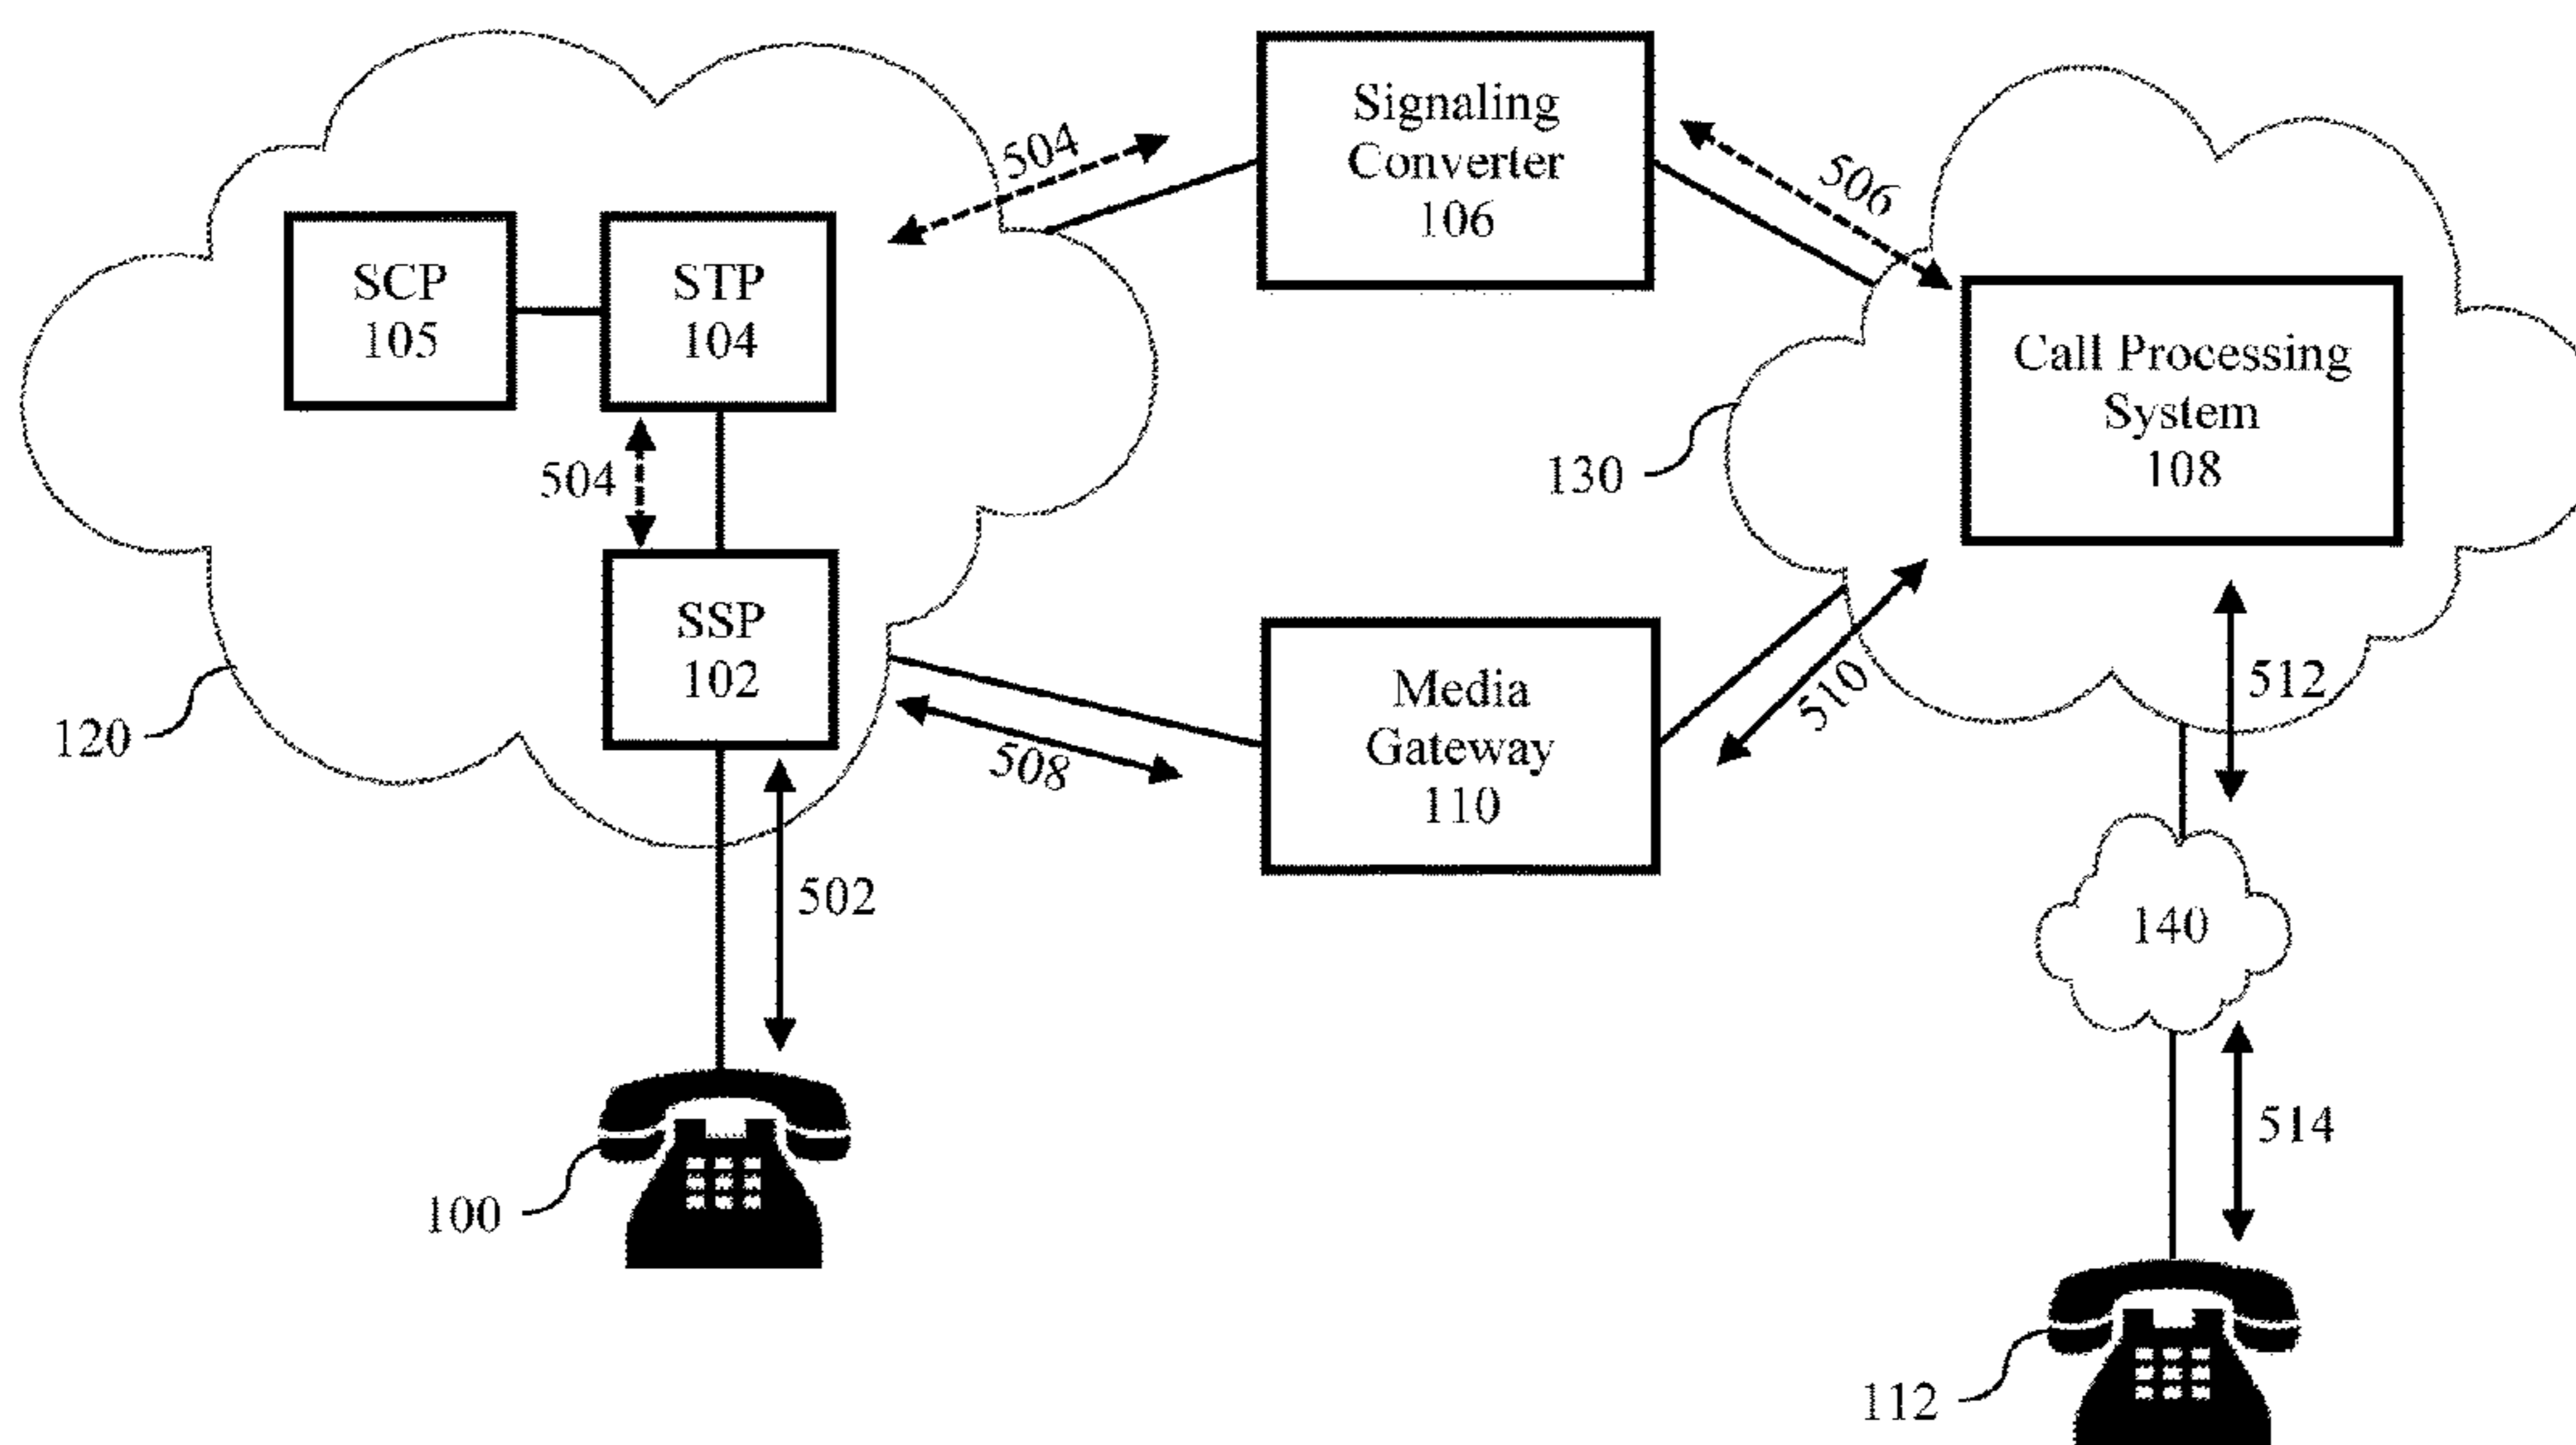 Signaling
Converter
106
504
506
SCP
105
STP
104
Call Processing
System
108
504
130
SSP
102
120
Media
Gateway
110
508
510
512
502
140
100
514
112